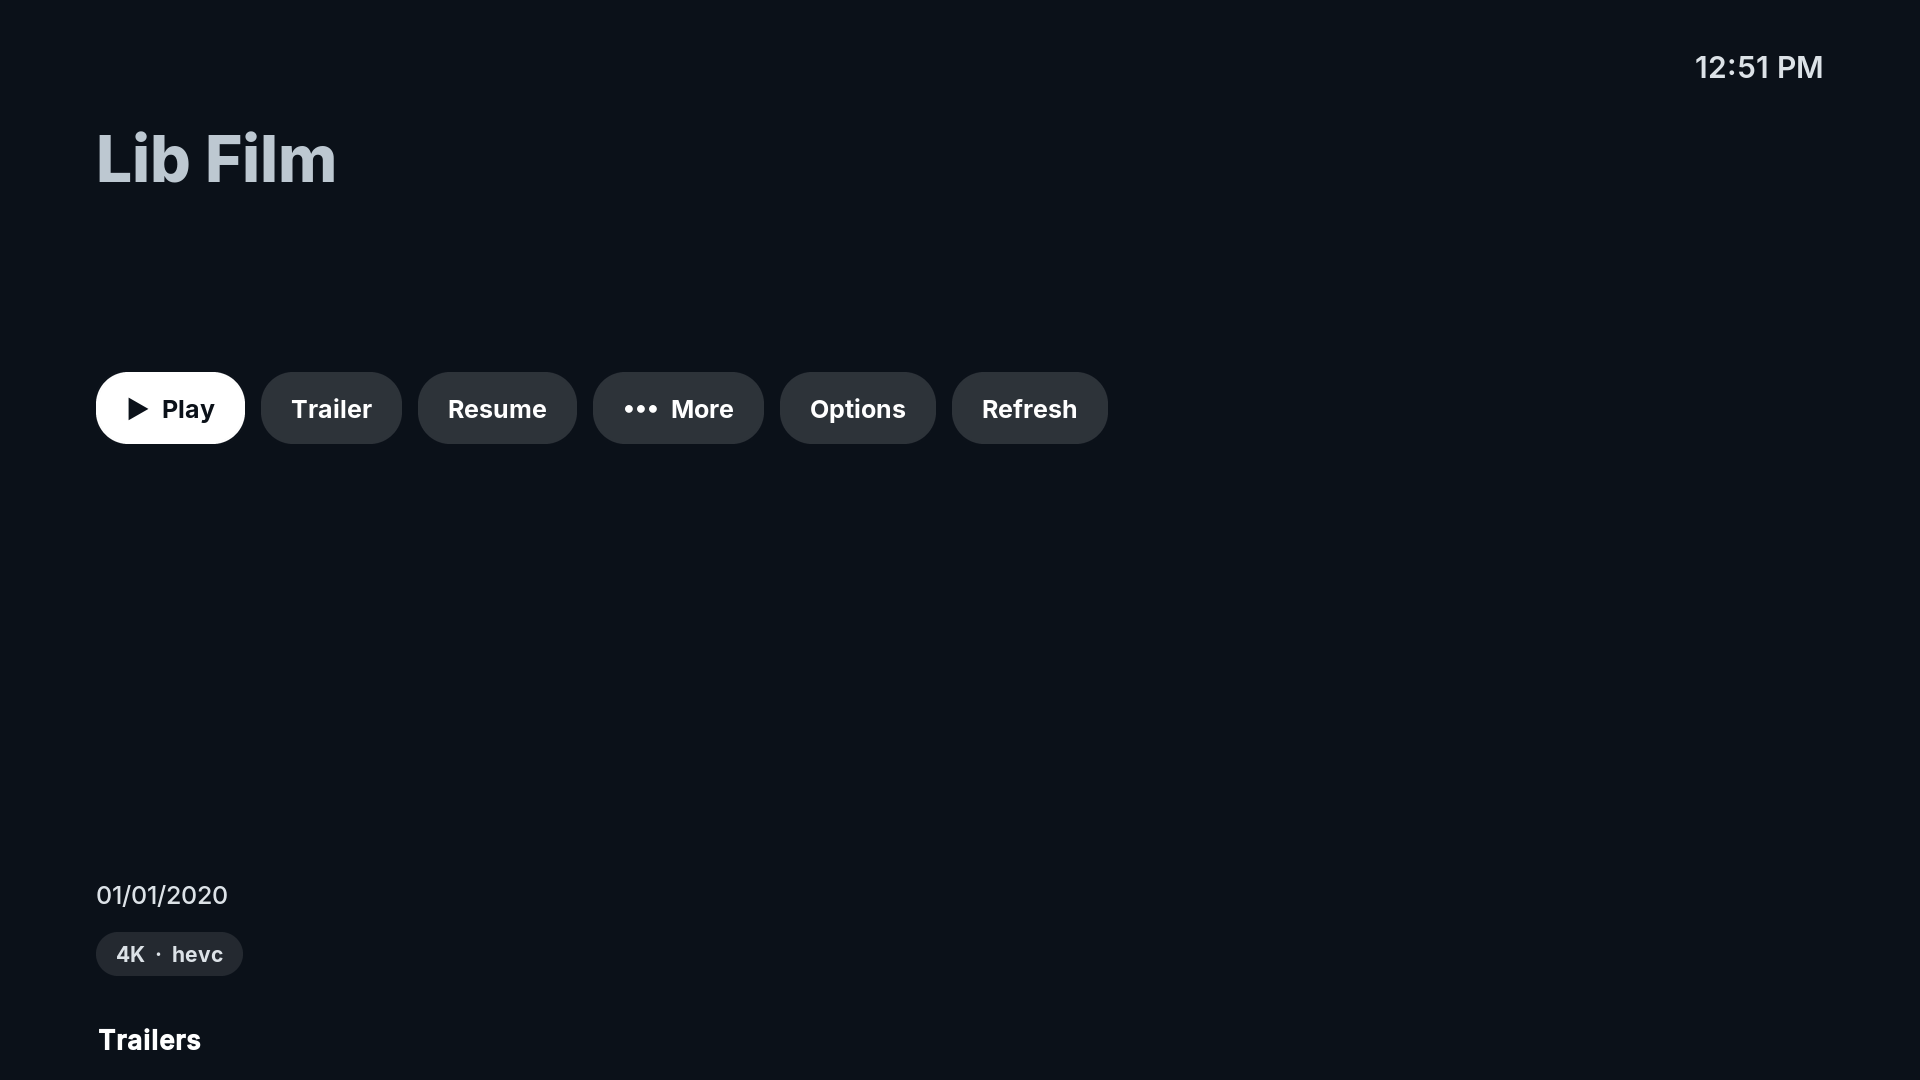 12:51 PM
Lib Film
Play
Trailer
Resume
More
Options
Refresh
01/01/2020
4K · hevc
Trailers